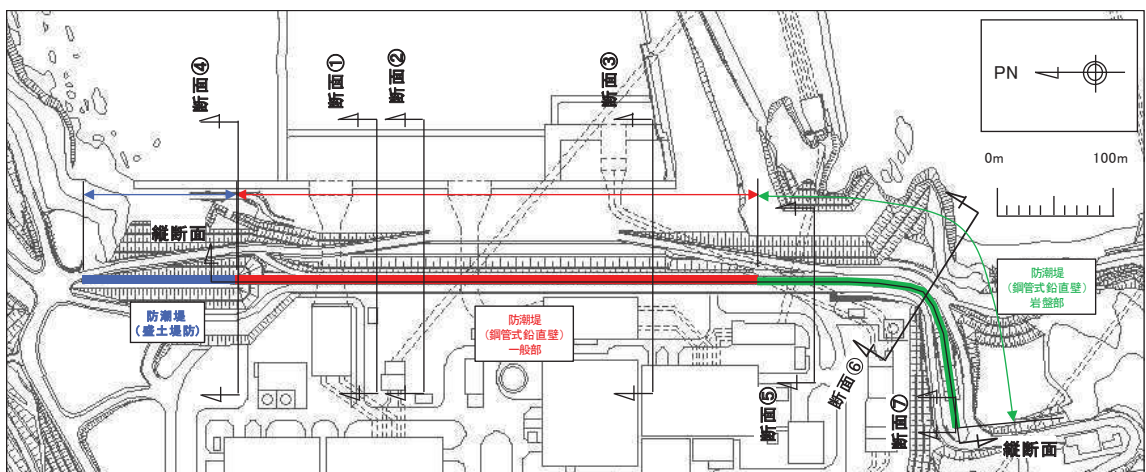 断面④
断面①
断面②
断面③
PN
0m 100m
縦断面
防潮堤
(盛土堤防)
防潮堤
(鋼管式鉛直壁)
一般部
防潮堤
(鋼管式鉛直壁)
岩盤部
断面⑤
断面⑥
断面⑦
縦断面